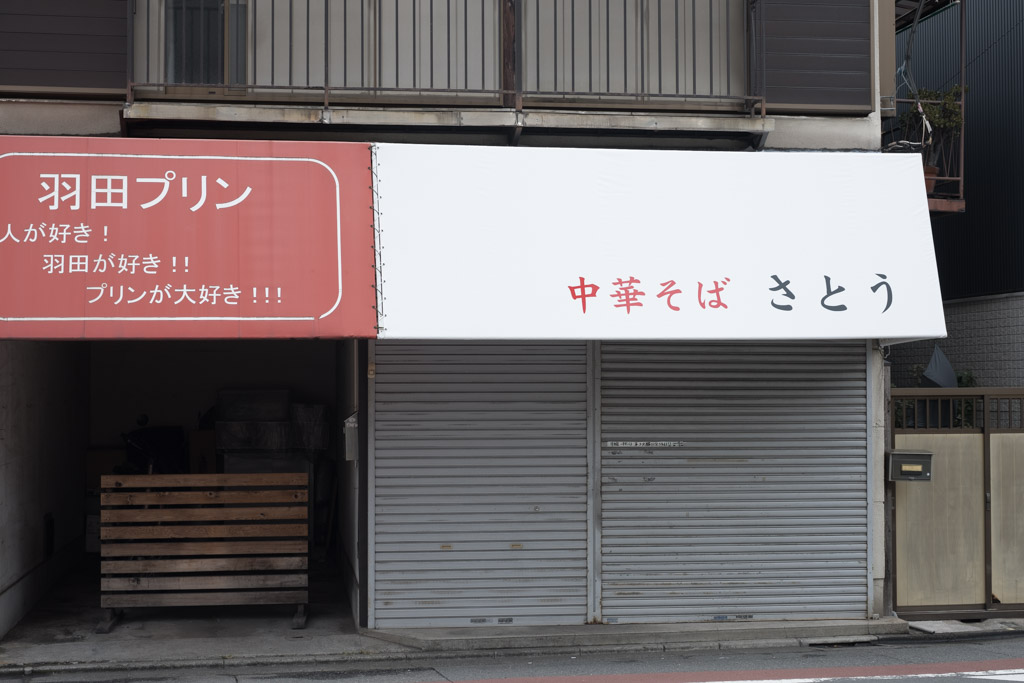 羽田プリン
人が好き！
羽田が好き！！
プリンが大好き！！！
中華そば さとう